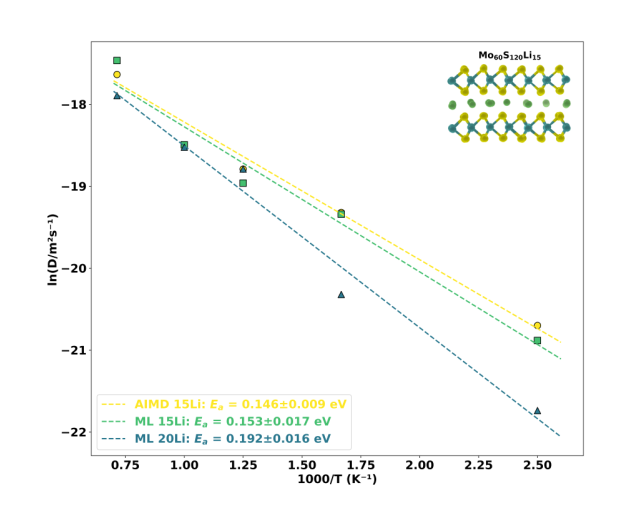 Mo₆₀S₁₂₀Li₁₅
ln(D/m²s⁻¹)
−18
−19
−20
−21
−22
AIMD 15Li: Eₐ = 0.146±0.009 eV
ML 15Li: Eₐ = 0.153±0.017 eV
ML 20Li: Eₐ = 0.192±0.016 eV
0.75 1.00 1.25 1.50 1.75 2.00 2.25 2.50
1000/T (K⁻¹)